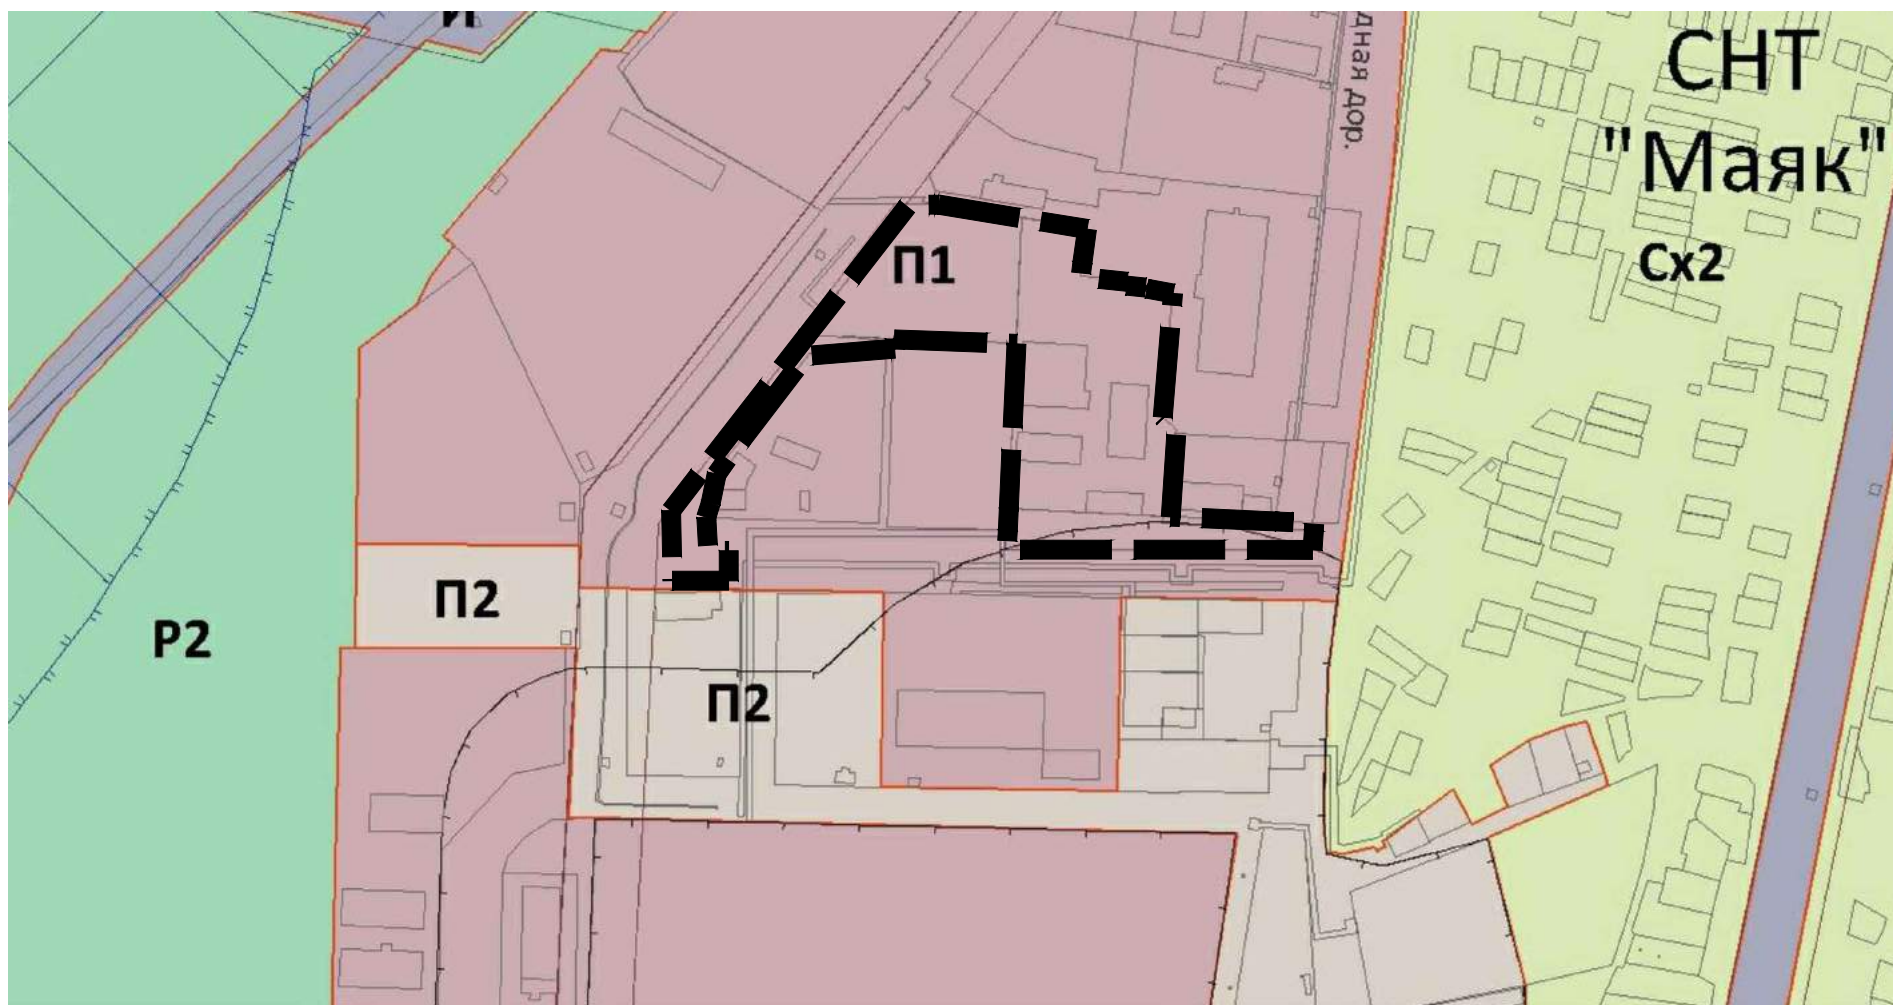 И
дная дор.
СНТ
"Маяк"
П1
Сх2
П2
Р2
П2